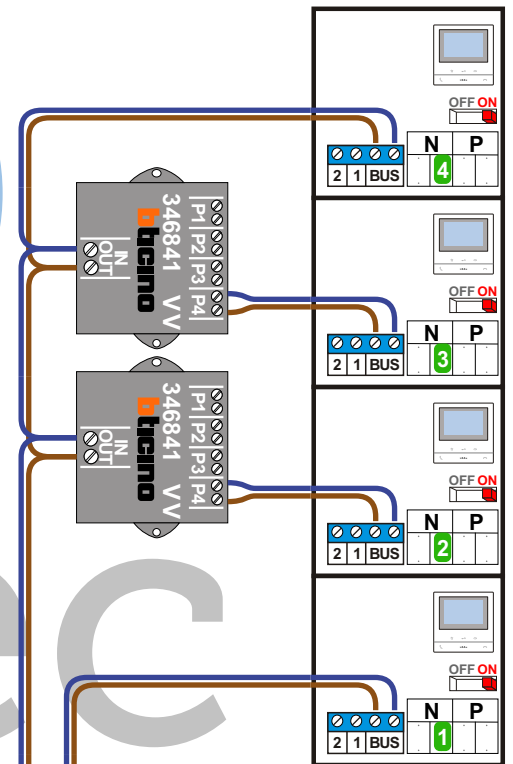 OFF ON
N P
4
2 1 BUS
346841
bticino
IN
OUT
P1 P2 P3 P4
V V
OFF ON
N P
3
2 1 BUS
346841
bticino
IN
OUT
P1 P2 P3 P4
V V
OFF ON
N P
2
2 1 BUS
ec
OFF ON
N P
1
2 1 BUS